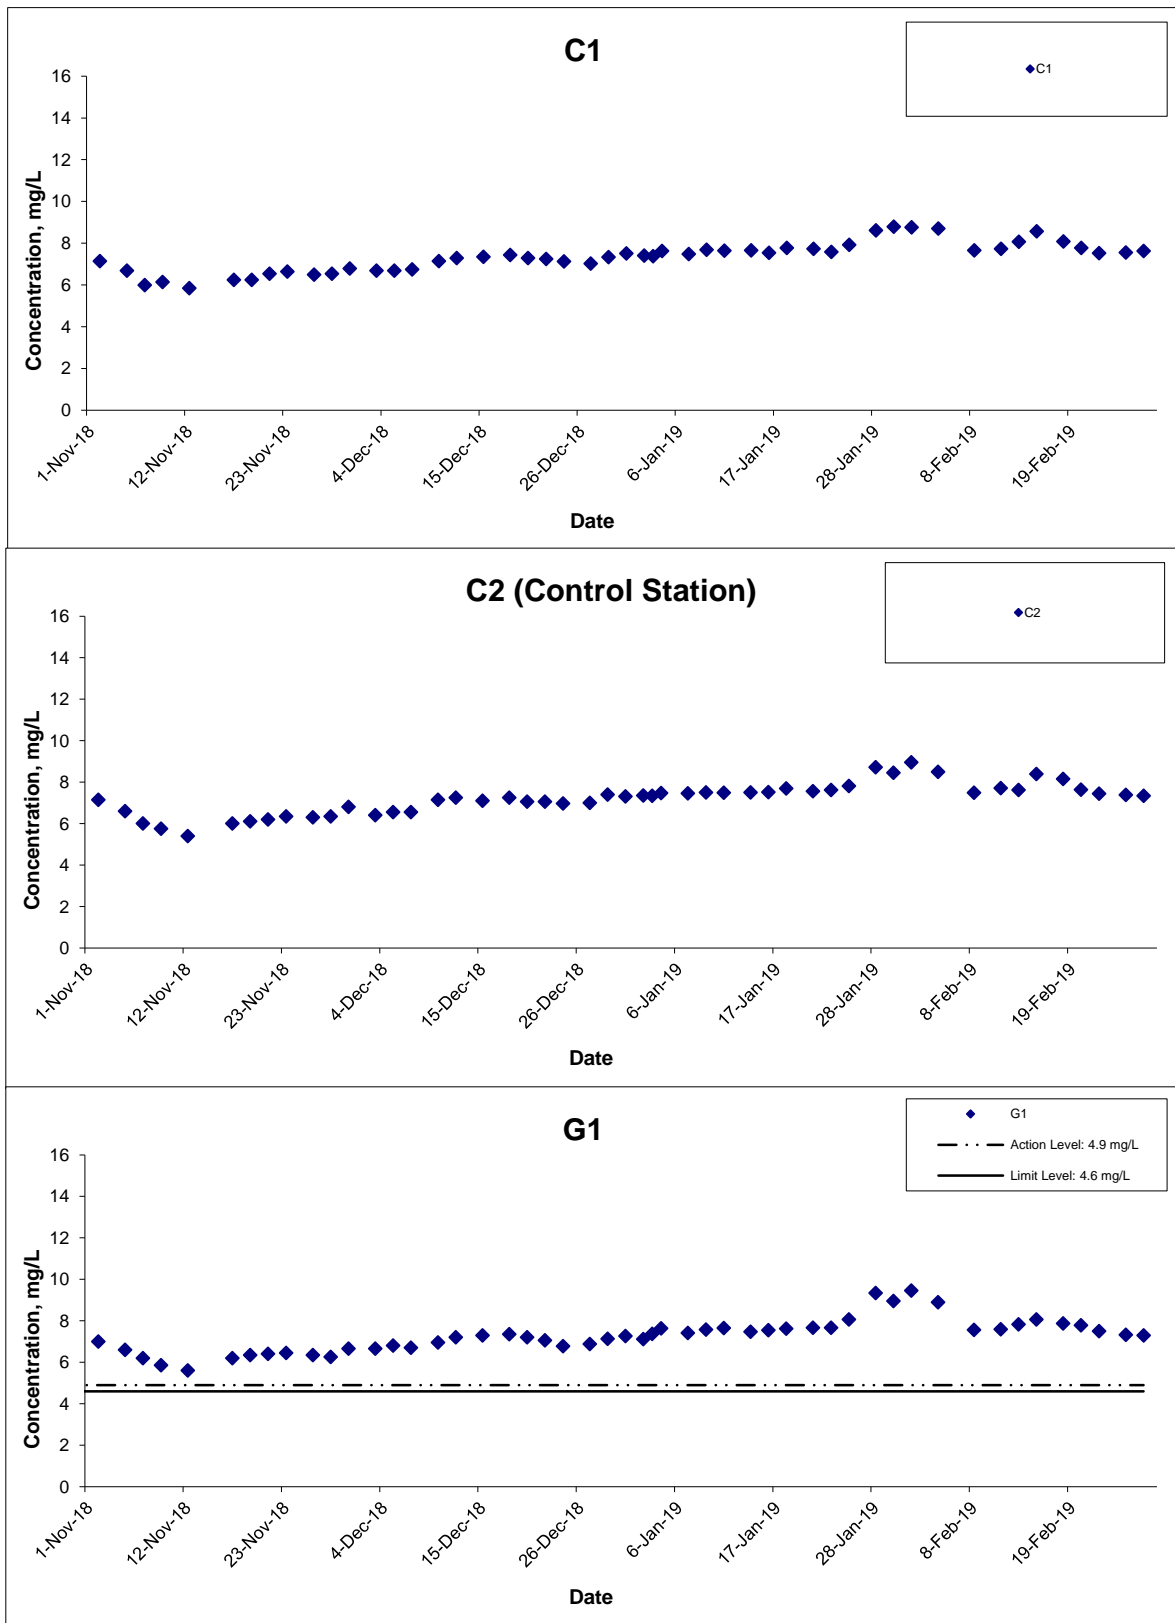 C1
C1
16
14
12
10
8
6
4
2
0
Concentration, mg/L
1-Nov-18
12-Nov-18
23-Nov-18
4-Dec-18
15-Dec-18
26-Dec-18
6-Jan-19
17-Jan-19
28-Jan-19
8-Feb-19
19-Feb-19
Date
C2 (Control Station)
C2
16
14
12
10
8
6
4
2
0
Concentration, mg/L
1-Nov-18
12-Nov-18
23-Nov-18
4-Dec-18
15-Dec-18
26-Dec-18
6-Jan-19
17-Jan-19
28-Jan-19
8-Feb-19
19-Feb-19
Date
G1
G1
Action Level: 4.9 mg/L
Limit Level: 4.6 mg/L
16
14
12
10
8
6
4
2
0
Concentration, mg/L
1-Nov-18
12-Nov-18
23-Nov-18
4-Dec-18
15-Dec-18
26-Dec-18
6-Jan-19
17-Jan-19
28-Jan-19
8-Feb-19
19-Feb-19
Date